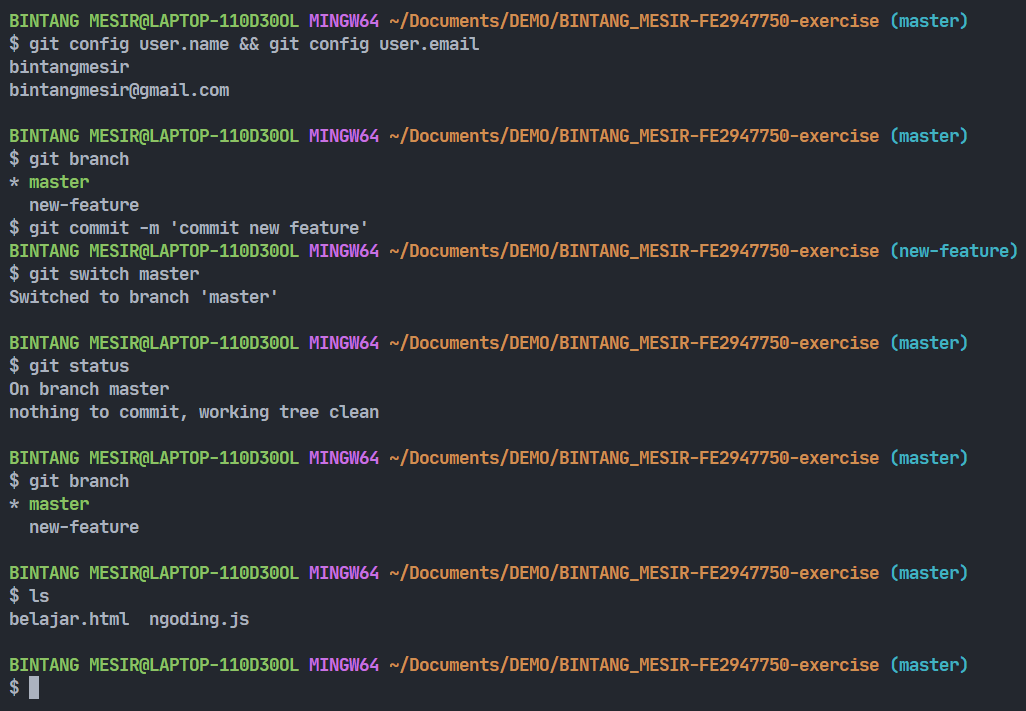 BINTANG MESIR@LAPTOP-110D30OL MINGW64 ~/Documents/DEMO/BINTANG_MESIR-FE2947750-exercise (master)
$ git config user.name && git config user.email
bintangmesir
bintangmesir@gmail.com
BINTANG MESIR@LAPTOP-110D30OL MINGW64 ~/Documents/DEMO/BINTANG_MESIR-FE2947750-exercise (master)
$ git branch
* master
  new-feature
$ git commit -m 'commit new feature'
BINTANG MESIR@LAPTOP-110D30OL MINGW64 ~/Documents/DEMO/BINTANG_MESIR-FE2947750-exercise (new-feature)
$ git switch master
Switched to branch 'master'
BINTANG MESIR@LAPTOP-110D30OL MINGW64 ~/Documents/DEMO/BINTANG_MESIR-FE2947750-exercise (master)
$ git status
On branch master
nothing to commit, working tree clean
BINTANG MESIR@LAPTOP-110D30OL MINGW64 ~/Documents/DEMO/BINTANG_MESIR-FE2947750-exercise (master)
$ git branch
* master
  new-feature
BINTANG MESIR@LAPTOP-110D30OL MINGW64 ~/Documents/DEMO/BINTANG_MESIR-FE2947750-exercise (master)
$ ls
belajar.html  ngoding.js
BINTANG MESIR@LAPTOP-110D30OL MINGW64 ~/Documents/DEMO/BINTANG_MESIR-FE2947750-exercise (master)
$